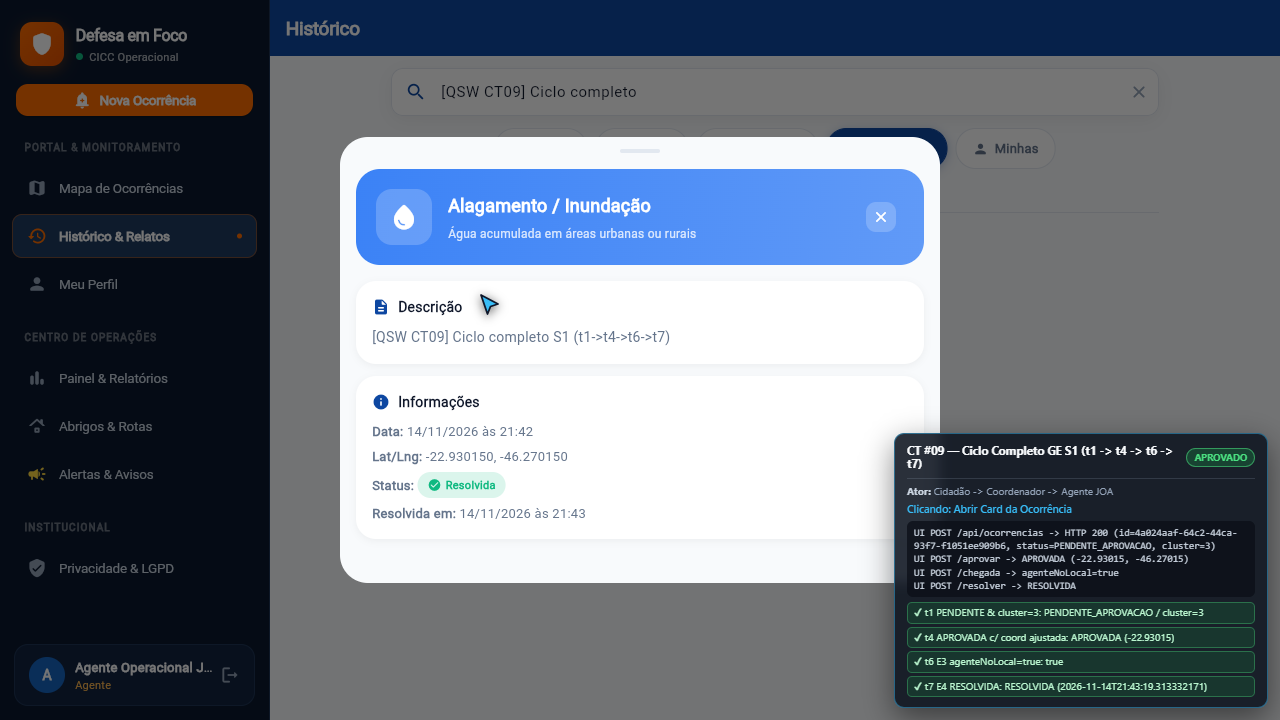 Defesa em Foco
CICC Operacional
Nova Ocorrência
PORTAL & MONITORAMENTO
Mapa de Ocorrências
Histórico & Relatos
Meu Perfil
CENTRO DE OPERAÇÕES
Painel & Relatórios
Abrigos & Rotas
Alertas & Avisos
INSTITUCIONAL
Privacidade & LGPD
A
Agente Operacional J...
Agente
Histórico
[QSW CT09] Ciclo completo
Minhas
Alagamento / Inundação
Água acumulada em áreas urbanas ou rurais
Descrição
[QSW CT09] Ciclo completo S1 (t1->t4->t6->t7)
Informações
Data: 14/11/2026 às 21:42
Lat/Lng: -22.930150, -46.270150
Status: Resolvida
Resolvida em: 14/11/2026 às 21:43
CT #09 — Ciclo Completo GE S1 (t1 -> t4 -> t6 ->
t7)
APROVADO
Ator: Cidadão -> Coordenador -> Agente JOA
Clicando: Abrir Card da Ocorrência
UI POST /api/ocorrencias -> HTTP 200 (id=4a024aaf-64c2-44ca-
93f7-f1051ee909b6, status=PENDENTE_APROVACAO, cluster=3)
UI POST /aprovar -> APROVADA (-22.93015, -46.27015)
UI POST /chegada -> agenteNoLocal=true
UI POST /resolver -> RESOLVIDA
✓ t1 PENDENTE & cluster=3: PENDENTE_APROVACAO / cluster=3
✓ t4 APROVADA c/ coord ajustada: APROVADA (-22.93015)
✓ t6 E3 agenteNoLocal=true: true
✓ t7 E4 RESOLVIDA: RESOLVIDA (2026-11-14T21:43:19.313332171)